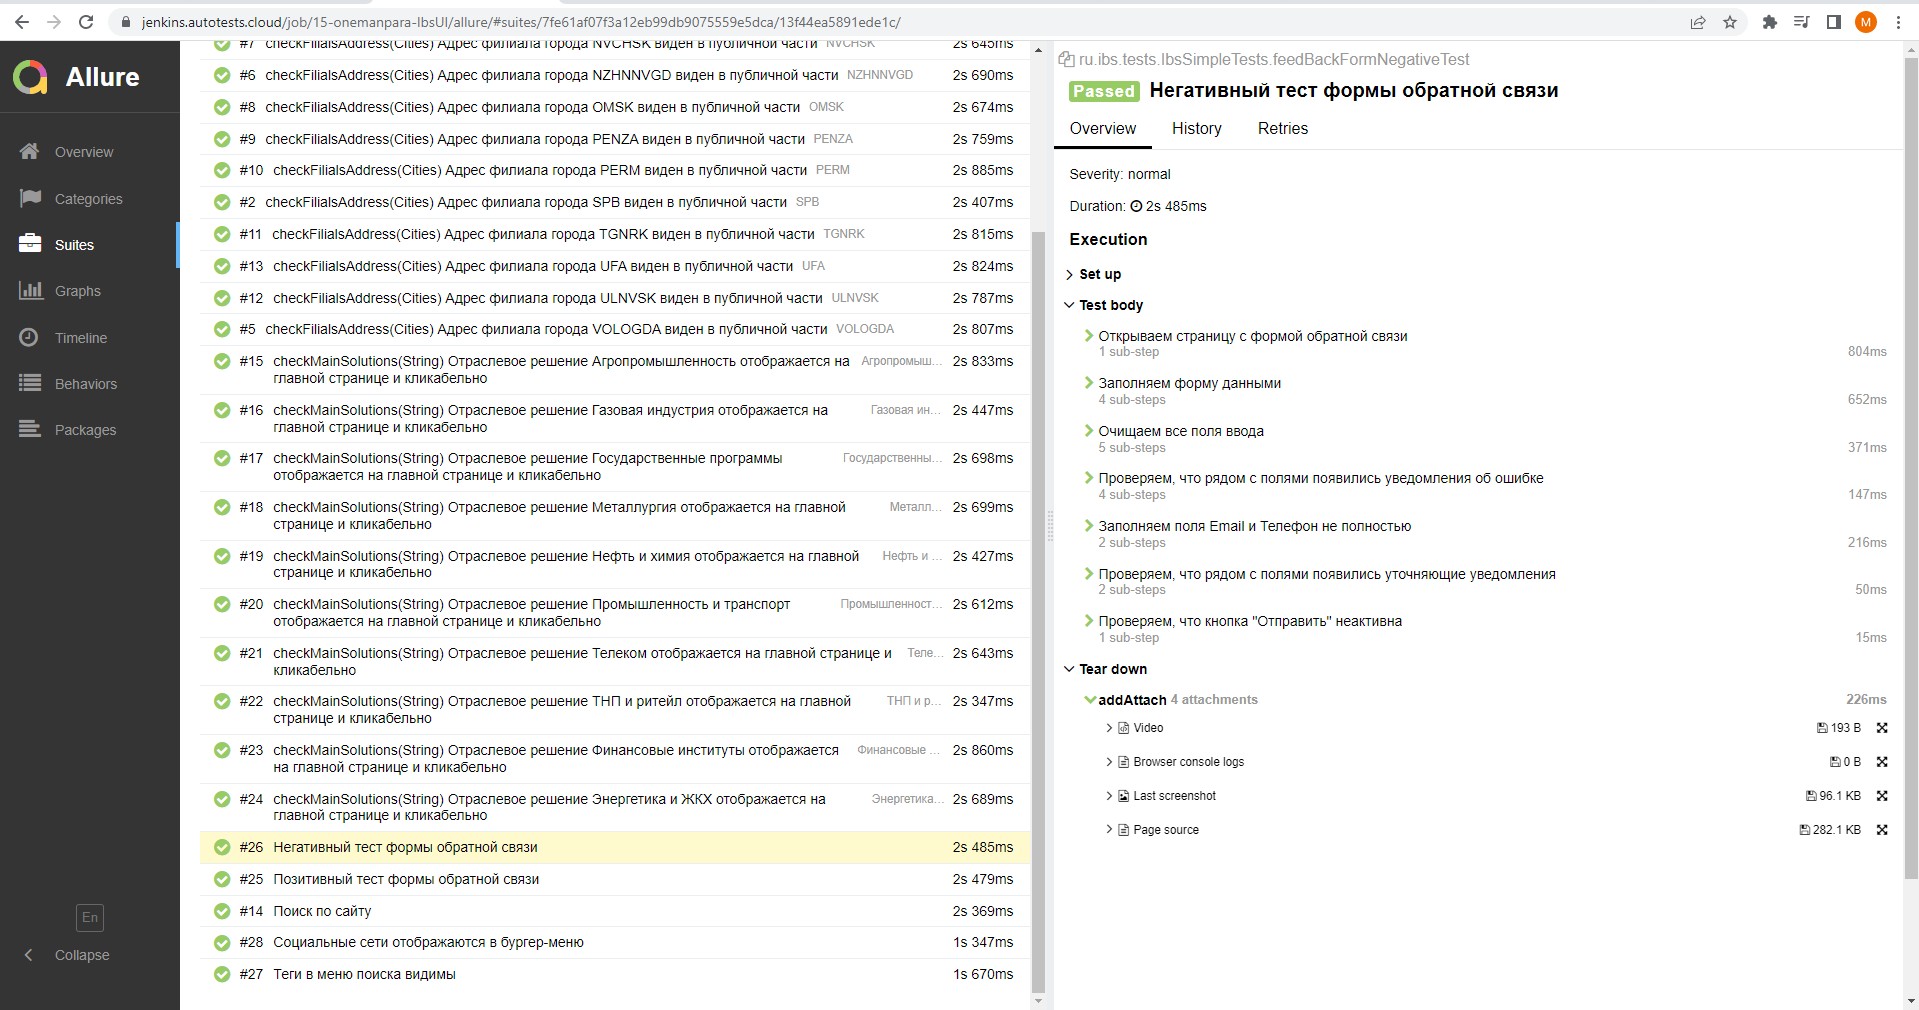 jenkins.autotests.cloud/job/15-onemanpara-IbsUI/allure/#suites/7fe61af07f3a12eb99db9075559e5dca/13f44ea5891ede1c/
M
Allure
Overview
Categories
Suites
Graphs
Timeline
Behaviors
Packages
En
Collapse
#7 checkFilialsAddress(Cities) Адрес филиала города NVCHSK виден в публичной части NVCHSK 2s 645ms
#6 checkFilialsAddress(Cities) Адрес филиала города NZHNNVGD виден в публичной части NZHNNVGD 2s 690ms
#8 checkFilialsAddress(Cities) Адрес филиала города OMSK виден в публичной части OMSK 2s 674ms
#9 checkFilialsAddress(Cities) Адрес филиала города PENZA виден в публичной части PENZA 2s 759ms
#10 checkFilialsAddress(Cities) Адрес филиала города PERM виден в публичной части PERM 2s 885ms
#2 checkFilialsAddress(Cities) Адрес филиала города SPB виден в публичной части SPB 2s 407ms
#11 checkFilialsAddress(Cities) Адрес филиала города TGNRK виден в публичной части TGNRK 2s 815ms
#13 checkFilialsAddress(Cities) Адрес филиала города UFA виден в публичной части UFA 2s 824ms
#12 checkFilialsAddress(Cities) Адрес филиала города ULNVSK виден в публичной части ULNVSK 2s 787ms
#5 checkFilialsAddress(Cities) Адрес филиала города VOLOGDA виден в публичной части VOLOGDA 2s 807ms
#15 checkMainSolutions(String) Отраслевое решение Агропромышленность отображается на Агропромыш... 2s 833ms
главной странице и кликабельно
#16 checkMainSolutions(String) Отраслевое решение Газовая индустрия отображается на Газовая ин... 2s 447ms
главной странице и кликабельно
#17 checkMainSolutions(String) Отраслевое решение Государственные программы Государственны... 2s 698ms
отображается на главной странице и кликабельно
#18 checkMainSolutions(String) Отраслевое решение Металлургия отображается на главной Металл... 2s 699ms
странице и кликабельно
#19 checkMainSolutions(String) Отраслевое решение Нефть и химия отображается на главной Нефть и ... 2s 427ms
странице и кликабельно
#20 checkMainSolutions(String) Отраслевое решение Промышленность и транспорт Промышленност... 2s 612ms
отображается на главной странице и кликабельно
#21 checkMainSolutions(String) Отраслевое решение Телеком отображается на главной странице и Теле... 2s 643ms
кликабельно
#22 checkMainSolutions(String) Отраслевое решение ТНП и ритейл отображается на главной ТНП и р... 2s 347ms
странице и кликабельно
#23 checkMainSolutions(String) Отраслевое решение Финансовые институты отображается Финансовые ... 2s 860ms
на главной странице и кликабельно
#24 checkMainSolutions(String) Отраслевое решение Энергетика и ЖКХ отображается на Энергетика... 2s 689ms
главной странице и кликабельно
#26 Негативный тест формы обратной связи 2s 485ms
#25 Позитивный тест формы обратной связи 2s 479ms
#14 Поиск по сайту 2s 369ms
#28 Социальные сети отображаются в бургер-меню 1s 347ms
#27 Теги в меню поиска видимы 1s 670ms
ru.ibs.tests.IbsSimpleTests.feedBackFormNegativeTest
Passed Негативный тест формы обратной связи
Overview History Retries
Severity: normal
Duration: 2s 485ms
Execution
Set up
Test body
Открываем страницу с формой обратной связи
1 sub-step 804ms
Заполняем форму данными
4 sub-steps 652ms
Очищаем все поля ввода
5 sub-steps 371ms
Проверяем, что рядом с полями появились уведомления об ошибке
4 sub-steps 147ms
Заполняем поля Email и Телефон не полностью
2 sub-steps 216ms
Проверяем, что рядом с полями появились уточняющие уведомления
2 sub-steps 50ms
Проверяем, что кнопка "Отправить" неактивна
1 sub-step 15ms
Tear down
addAttach 4 attachments 226ms
Video 193 B
Browser console logs 0 B
Last screenshot 96.1 KB
Page source 282.1 KB